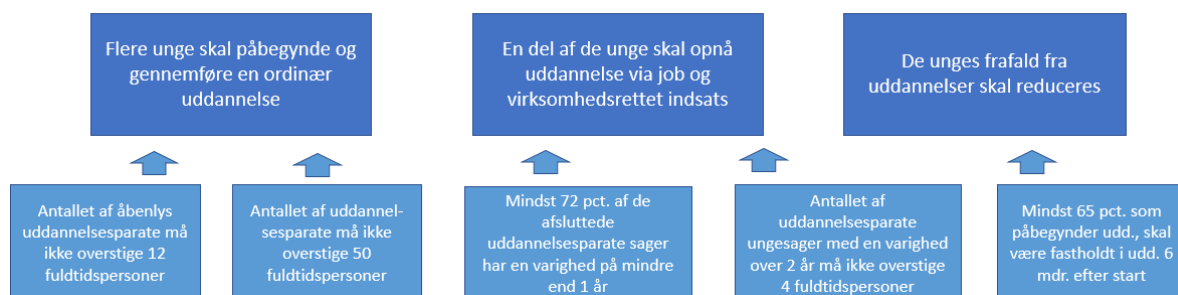 Flere unge skal påbegynde og
gennemføre en ordinær
uddannelse
En del af de unge skal opnå
uddannelse via job og
virksomhedsrettet indsats
De unges frafald fra
uddannelser skal reduceres
Antallet af åbenlys
uddannelsesparate må
ikke overstige 12
fuldtidspersoner
Antallet af uddannel-
sesparate må ikke
overstige 50
fuldtidspersoner
Mindst 72 pct. af de
afsluttede
uddannelsesparate sager
har en varighed på mindre
end 1 år
Antallet af
uddannelsesparate
ungesager med en varighed
over 2 år må ikke overstige
4 fuldtidspersoner
Mindst 65 pct. som
påbegynder udd., skal
være fastholdt i udd. 6
mdr. efter start